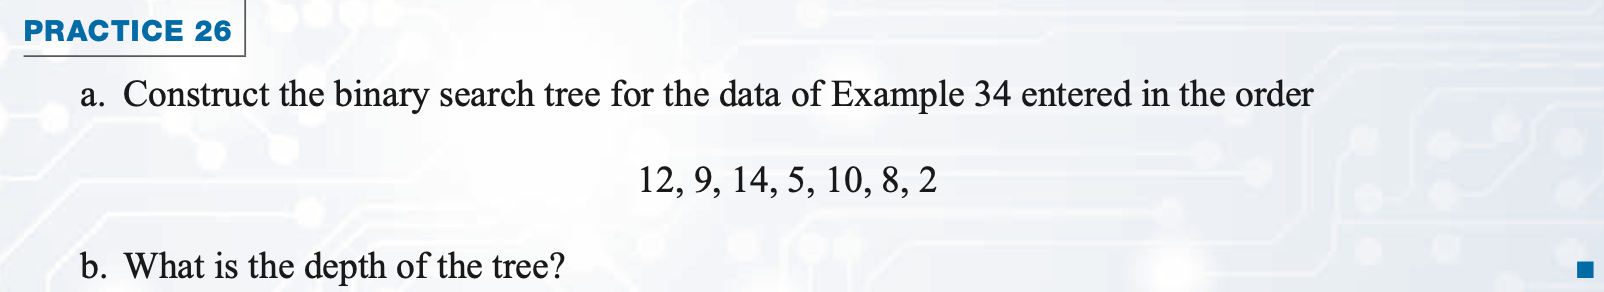 PRACTICE 26
a. Construct the binary search tree for the data of Example 34 entered in the order
12, 9, 14, 5, 10, 8, 2
b. What is the depth of the tree?